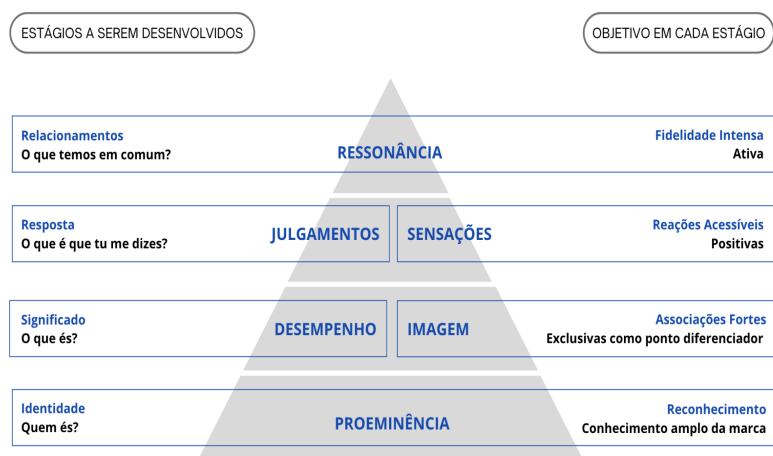 ESTÁGIOS A SEREM DESENVOLVIDOS
OBJETIVO EM CADA ESTÁGIO
Relacionamentos
O que temos em comum?
RESSONÂNCIA
Fidelidade Intensa
Ativa
Resposta
O que é que tu me dizes?
JULGAMENTOS
SENSAÇÕES
Reações Acessíveis
Positivas
Significado
O que és?
DESEMPENHO
IMAGEM
Associações Fortes
Exclusivas como ponto diferenciador
Identidade
Quem és?
PROEMINÊNCIA
Reconhecimento
Conhecimento amplo da marca